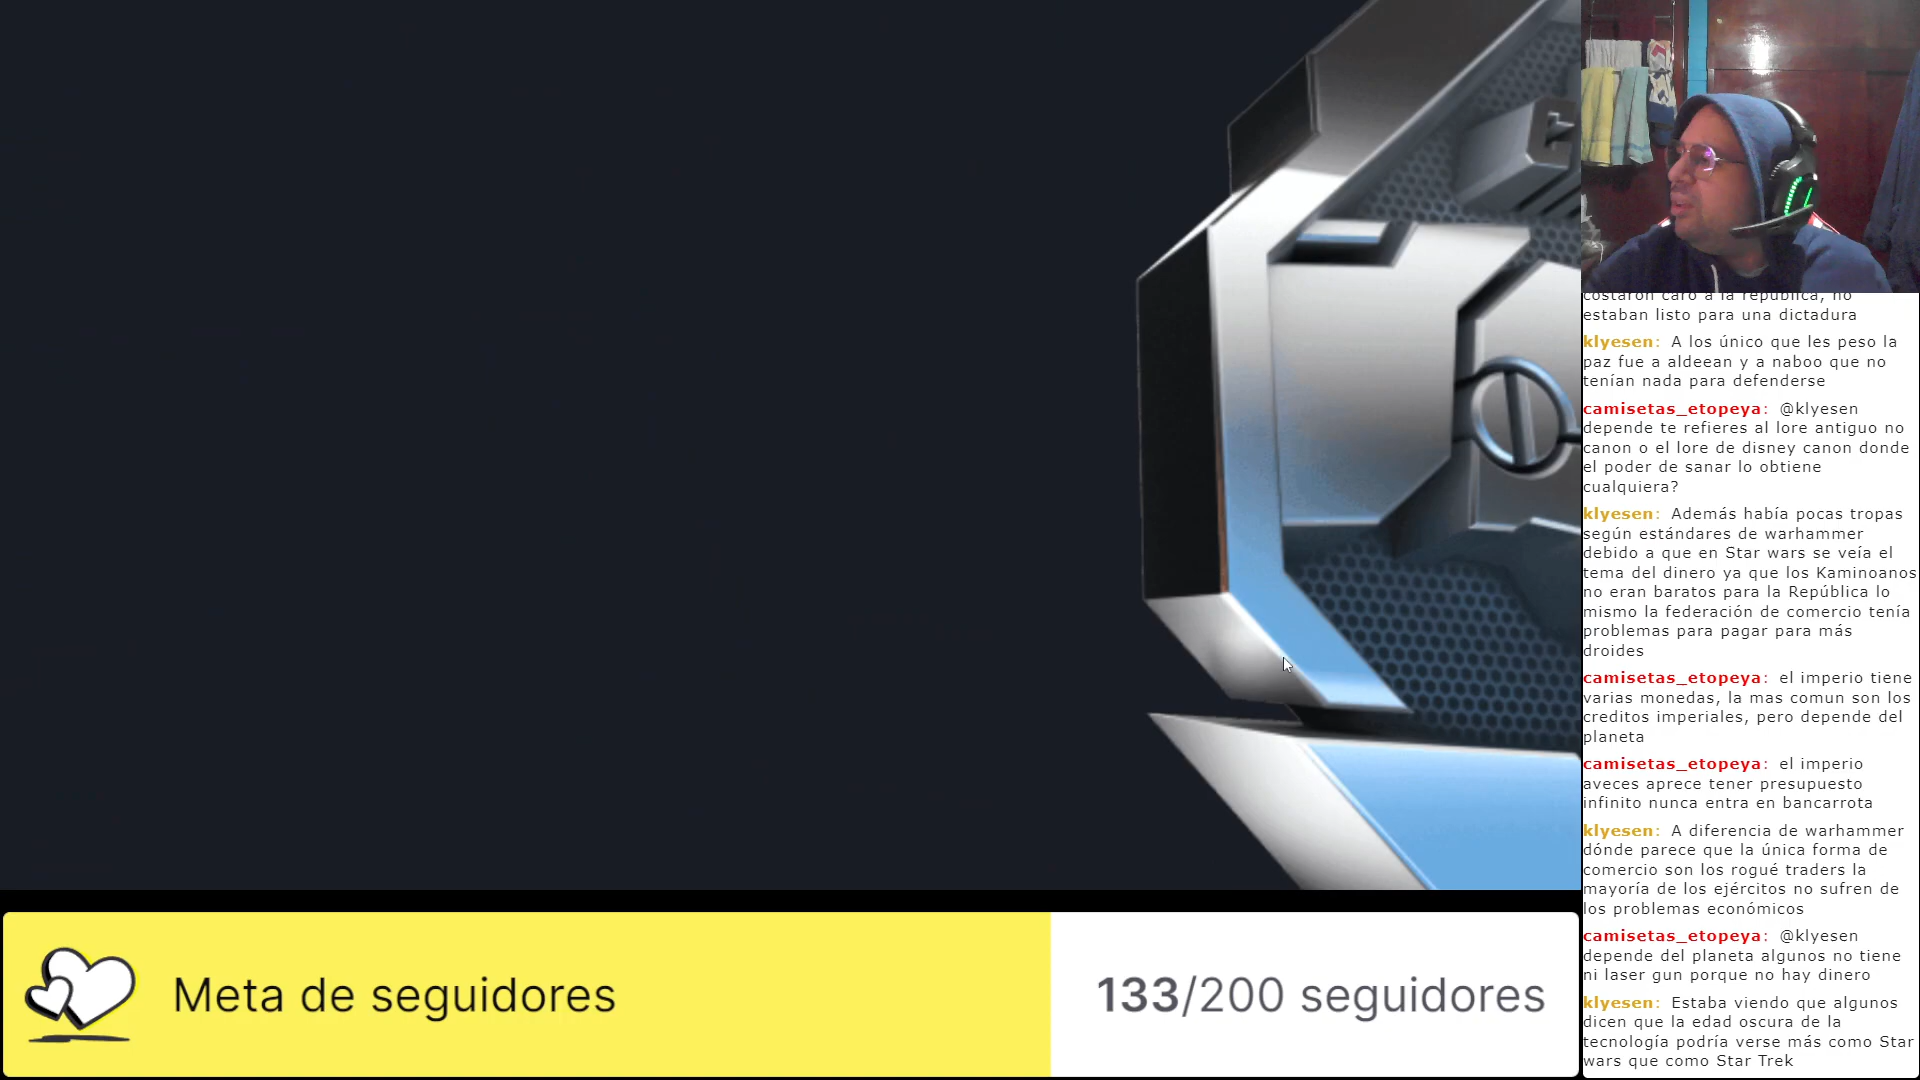 costaron caro a la república, no
estaban listo para una dictadura
klyesen: A los único que les peso la
paz fue a aldeean y a naboo que no
tenían nada para defenderse
camisetas_etopeya: @klyesen
depende te refieres al lore antiguo no
canon o el lore de disney canon donde
el poder de sanar lo obtiene
cualquiera?
klyesen: Además había pocas tropas
según estándares de warhammer
debido a que en Star wars se veía el
tema del dinero ya que los Kaminoanos
no eran baratos para la República lo
mismo la federación de comercio tenía
problemas para pagar para más
droides
camisetas_etopeya: el imperio tiene
varias monedas, la mas comun son los
creditos imperiales, pero depende del
planeta
camisetas_etopeya: el imperio
aveces aprece tener presupuesto
infinito nunca entra en bancarrota
klyesen: A diferencia de warhammer
dónde parece que la única forma de
comercio son los rogué traders la
mayoría de los ejércitos no sufren de
los problemas económicos
camisetas_etopeya: @klyesen
depende del planeta algunos no tiene
ni laser gun porque no hay dinero
klyesen: Estaba viendo que algunos
dicen que la edad oscura de la
tecnología podría verse más como Star
wars que como Star Trek
Meta de seguidores
133/200 seguidores